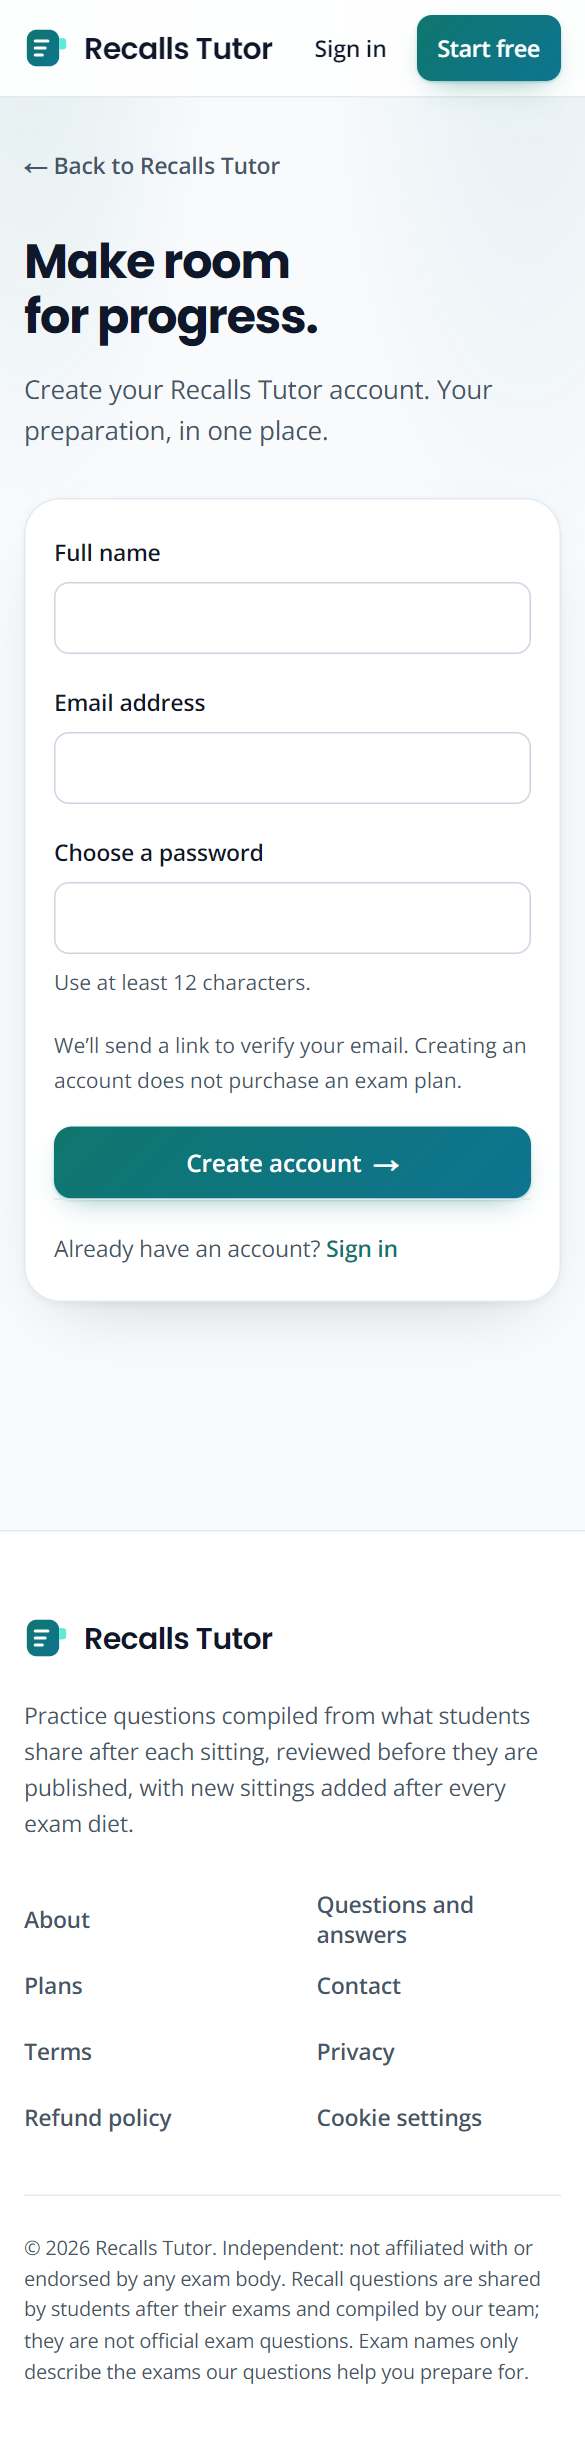 Recalls Tutor
Sign in
Start free
← Back to Recalls Tutor
Make room
for progress.
Create your Recalls Tutor account. Your
preparation, in one place.
Full name
Email address
Choose a password
Use at least 12 characters.
We’ll send a link to verify your email. Creating an
account does not purchase an exam plan.
Create account →
Already have an account? Sign in
Recalls Tutor
Practice questions compiled from what students
share after each sitting, reviewed before they are
published, with new sittings added after every
exam diet.
About
Questions and
answers
Plans
Contact
Terms
Privacy
Refund policy
Cookie settings
© 2026 Recalls Tutor. Independent: not affiliated with or
endorsed by any exam body. Recall questions are shared
by students after their exams and compiled by our team;
they are not official exam questions. Exam names only
describe the exams our questions help you prepare for.